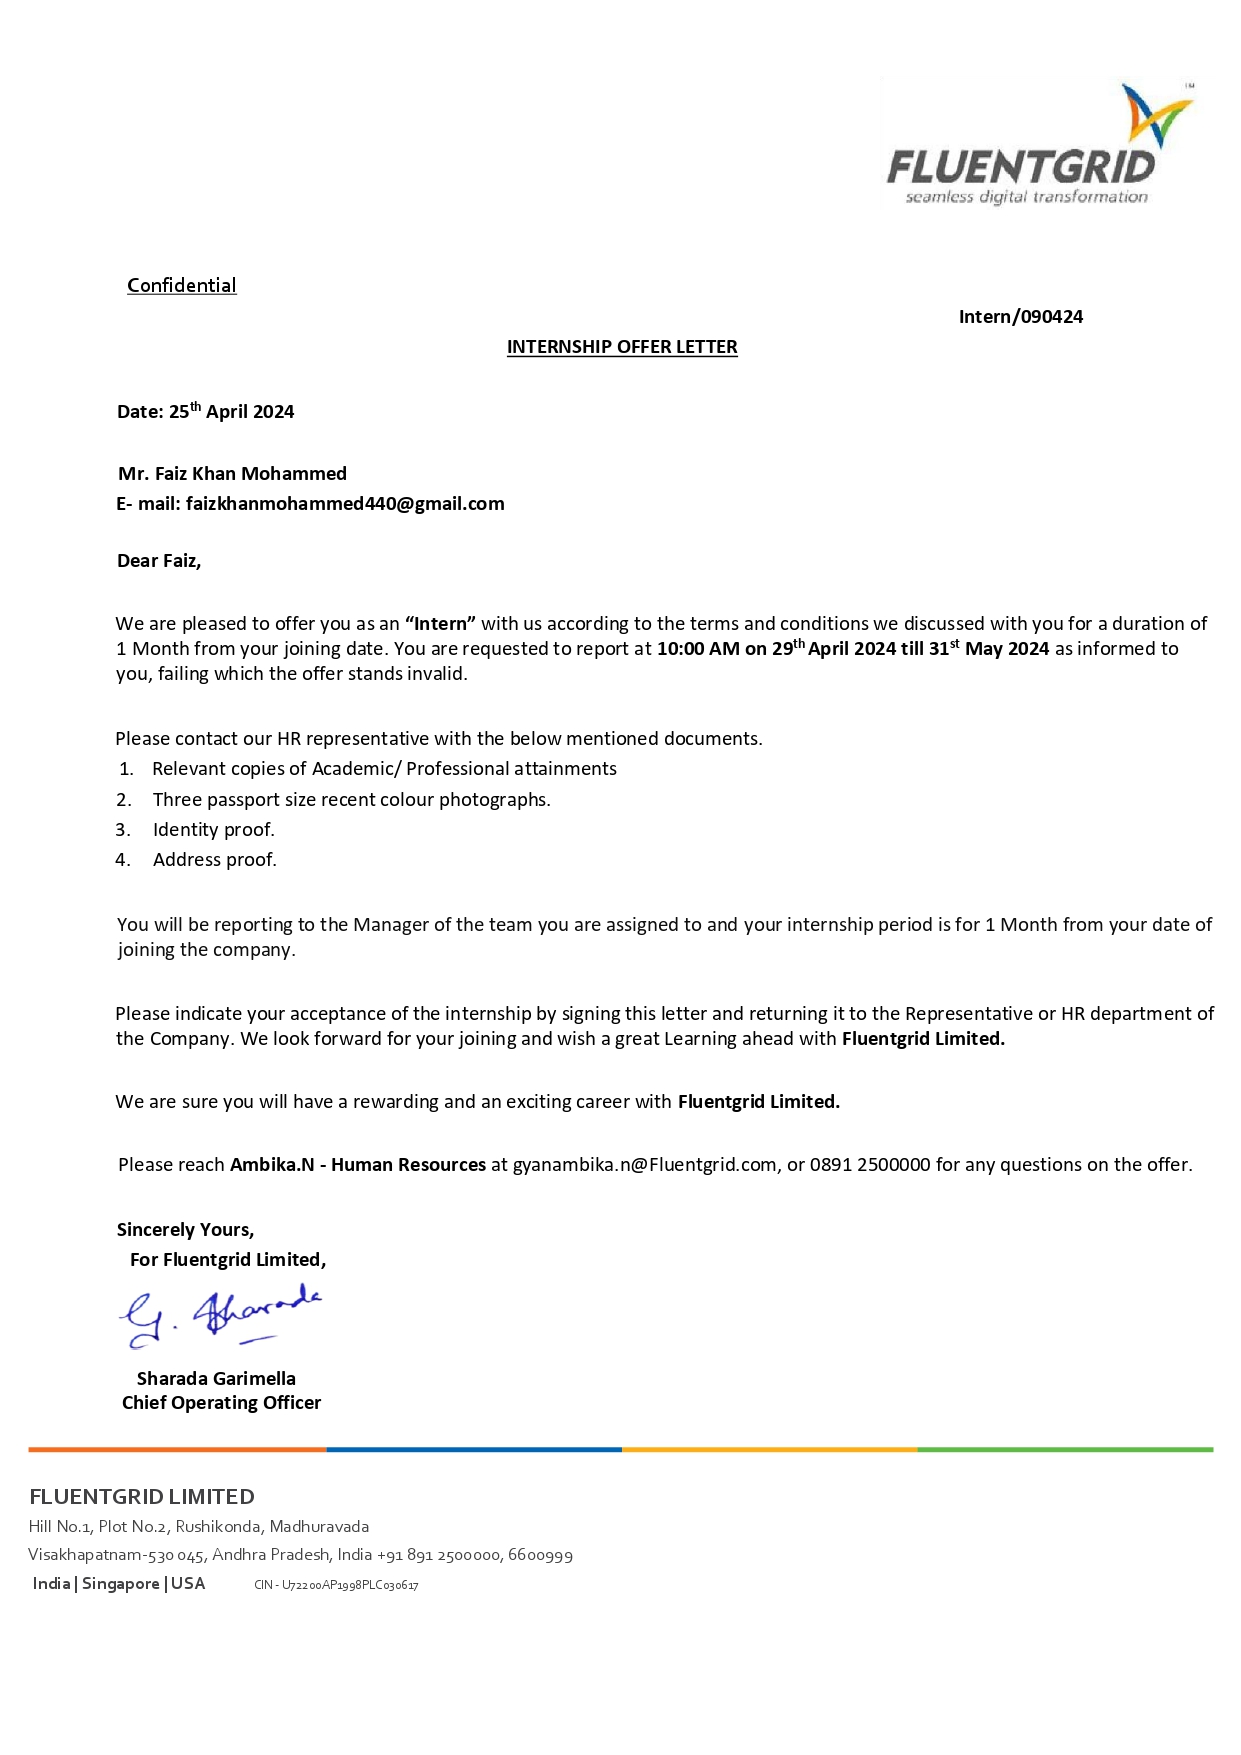 TM
FLUENTGRID
seamless digital transformation
Confidential
Intern/090424
INTERNSHIP OFFER LETTER
Date: 25th April 2024
Mr. Faiz Khan Mohammed
E- mail: faizkhanmohammed440@gmail.com
Dear Faiz,
We are pleased to offer you as an “Intern” with us according to the terms and conditions we discussed with you for a duration of
1 Month from your joining date. You are requested to report at 10:00 AM on 29th April 2024 till 31st May 2024 as informed to
you, failing which the offer stands invalid.
Please contact our HR representative with the below mentioned documents.
1. Relevant copies of Academic/ Professional attainments
2. Three passport size recent colour photographs.
3. Identity proof.
4. Address proof.
You will be reporting to the Manager of the team you are assigned to and your internship period is for 1 Month from your date of
joining the company.
Please indicate your acceptance of the internship by signing this letter and returning it to the Representative or HR department of
the Company. We look forward for your joining and wish a great Learning ahead with Fluentgrid Limited.
We are sure you will have a rewarding and an exciting career with Fluentgrid Limited.
Please reach Ambika.N - Human Resources at gyanambika.n@Fluentgrid.com, or 0891 2500000 for any questions on the offer.
Sincerely Yours,
For Fluentgrid Limited,
G. Sharada
Sharada Garimella
Chief Operating Officer
FLUENTGRID LIMITED
Hill No.1, Plot No.2, Rushikonda, Madhuravada
Visakhapatnam-530 045, Andhra Pradesh, India +91 891 2500000, 6600999
India | Singapore | USA CIN - U72200AP1998PLC030617